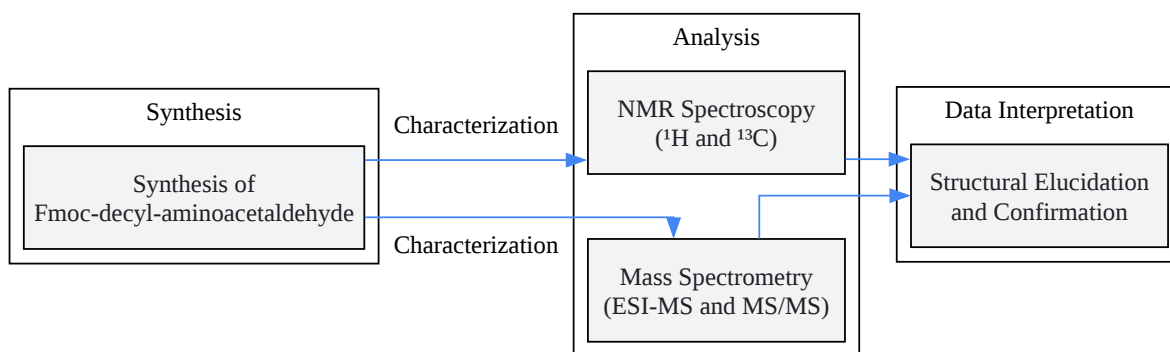 Synthesis
Synthesis of
Fmoc-decyl-aminoacetaldehyde
Characterization
Characterization
Analysis
NMR Spectroscopy
(¹H and ¹³C)
Mass Spectrometry
(ESI-MS and MS/MS)
Data Interpretation
Structural Elucidation
and Confirmation